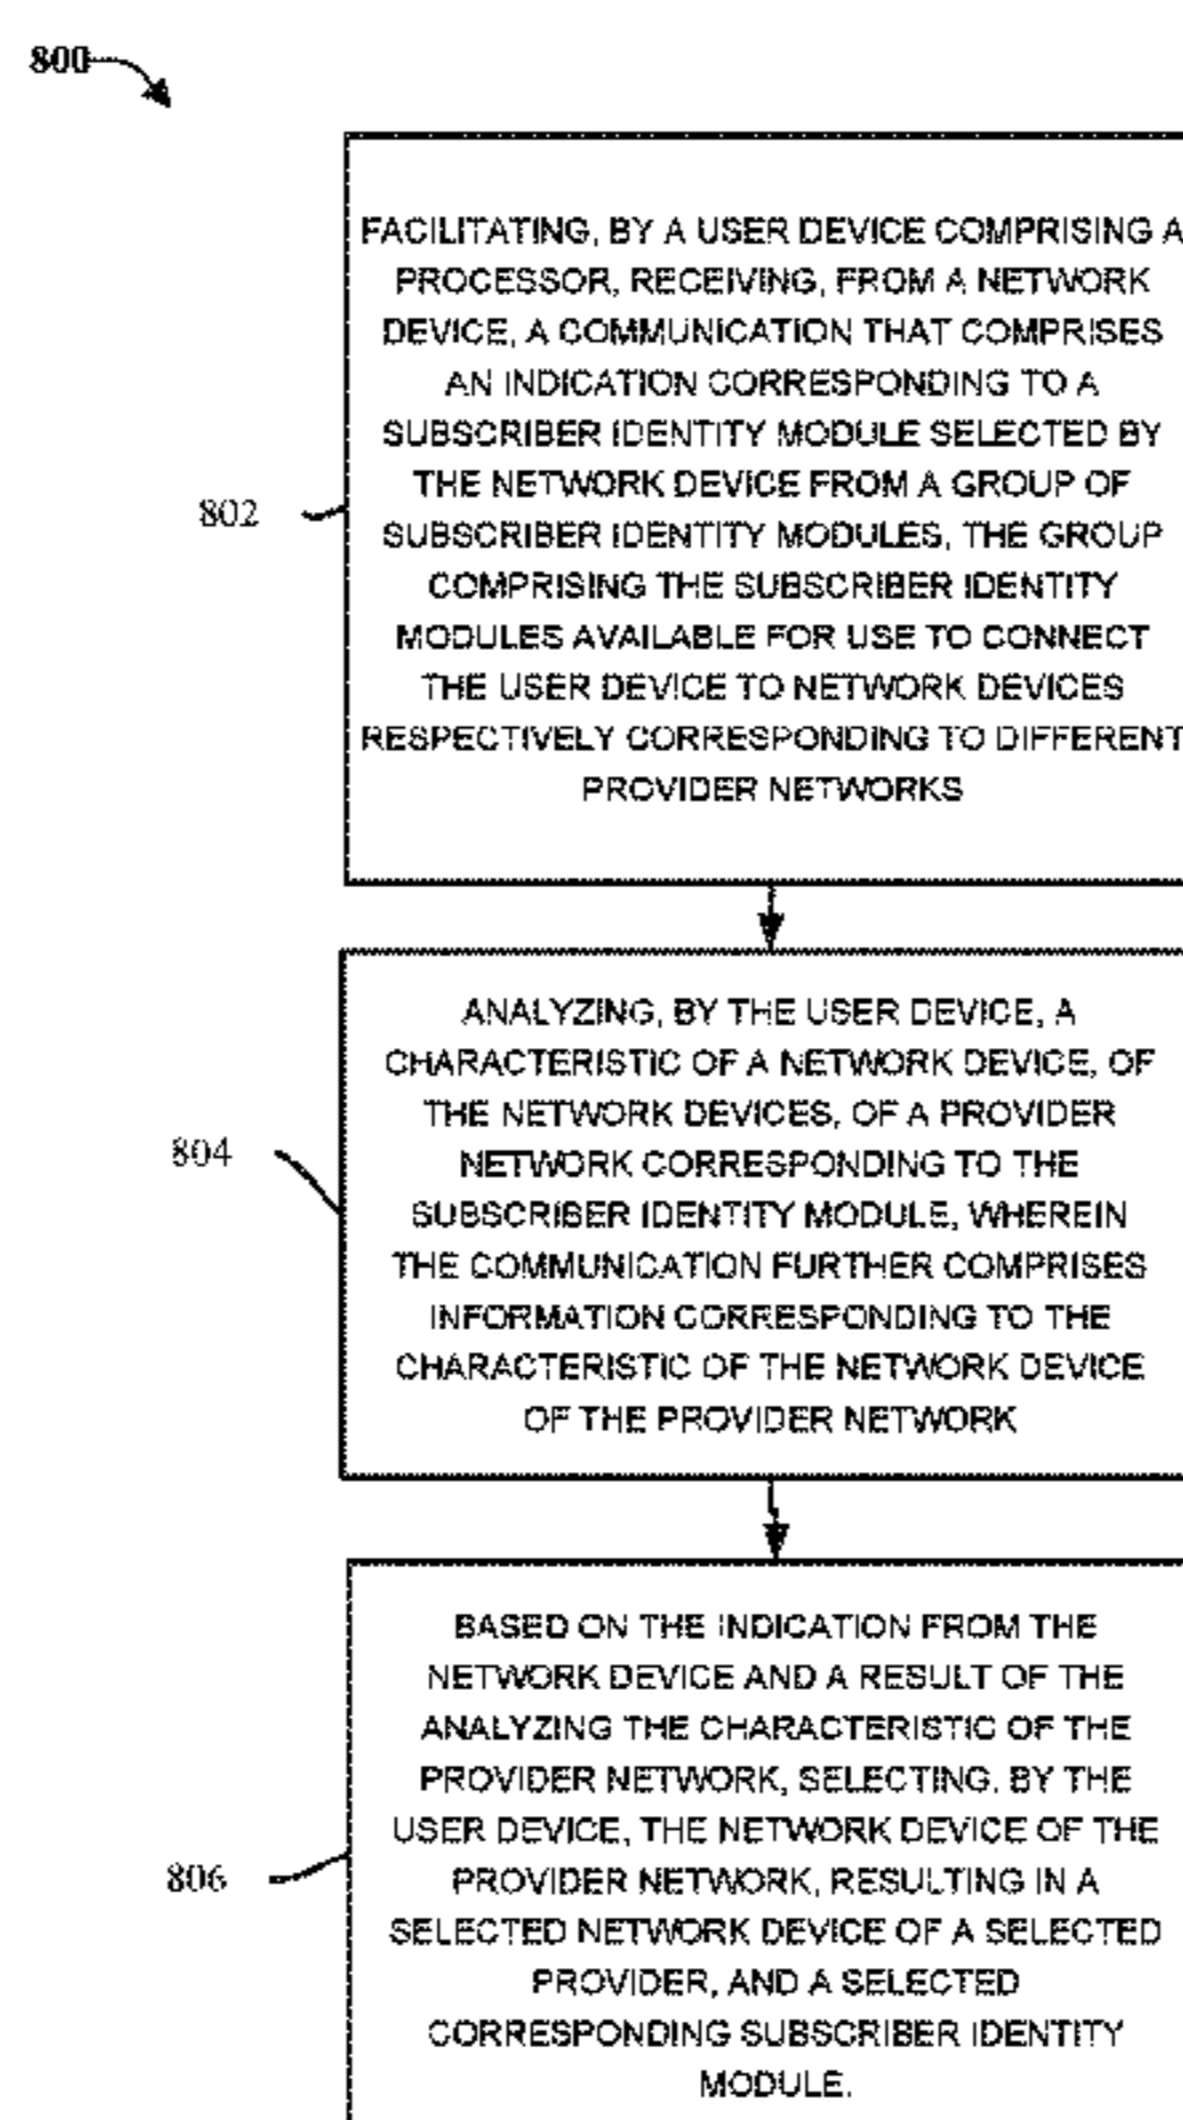 800
FACILITATING, BY A USER DEVICE COMPRISING A
PROCESSOR, RECEIVING, FROM A NETWORK
DEVICE, A COMMUNICATION THAT COMPRISES
AN INDICATION CORRESPONDING TO A
SUBSCRIBER IDENTITY MODULE SELECTED BY
THE NETWORK DEVICE FROM A GROUP OF
SUBSCRIBER IDENTITY MODULES, THE GROUP
COMPRISING THE SUBSCRIBER IDENTITY
MODULES AVAILABLE FOR USE TO CONNECT
THE USER DEVICE TO NETWORK DEVICES
RESPECTIVELY CORRESPONDING TO DIFFERENT
PROVIDER NETWORKS
802
ANALYZING, BY THE USER DEVICE, A
CHARACTERISTIC OF A NETWORK DEVICE, OF
THE NETWORK DEVICES, OF A PROVIDER
NETWORK CORRESPONDING TO THE
SUBSCRIBER IDENTITY MODULE, WHEREIN
THE COMMUNICATION FURTHER COMPRISES
INFORMATION CORRESPONDING TO THE
CHARACTERISTIC OF THE NETWORK DEVICE
OF THE PROVIDER NETWORK
804
BASED ON THE INDICATION FROM THE
NETWORK DEVICE AND A RESULT OF THE
ANALYZING THE CHARACTERISTIC OF THE
PROVIDER NETWORK, SELECTING, BY THE
USER DEVICE, THE NETWORK DEVICE OF THE
PROVIDER NETWORK, RESULTING IN A
SELECTED NETWORK DEVICE OF A SELECTED
PROVIDER, AND A SELECTED
CORRESPONDING SUBSCRIBER IDENTITY
MODULE.
806